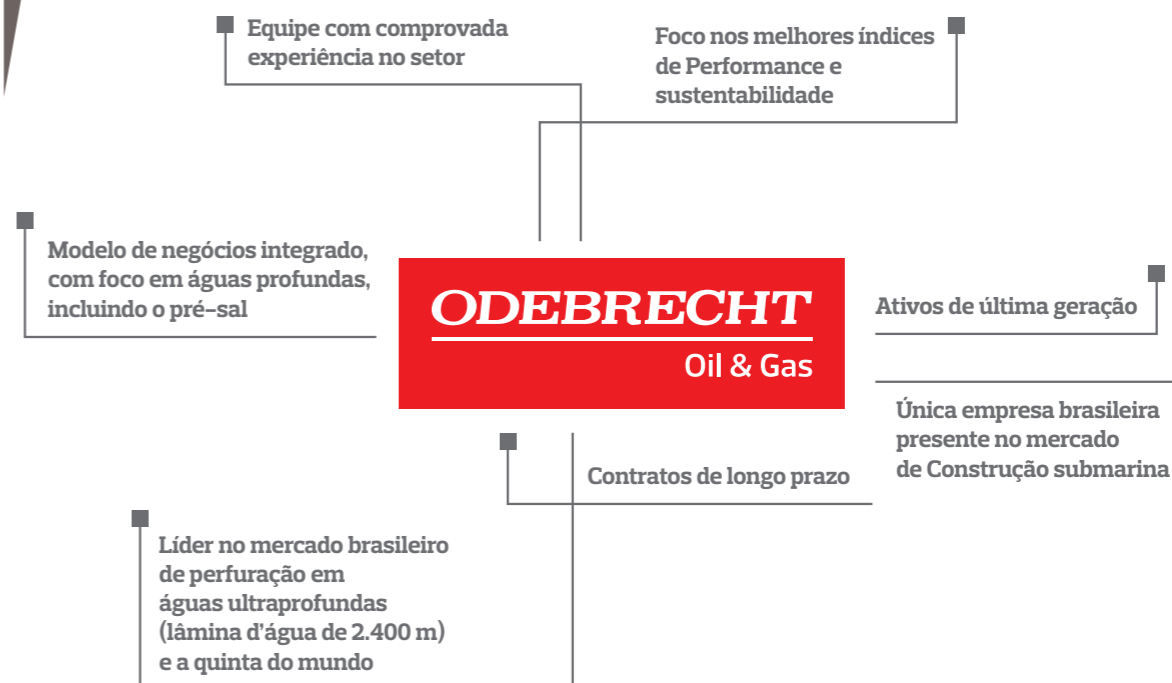 Equipe com comprovada
experiência no setor
Foco nos melhores índices
de Performance e
sustentabilidade
Modelo de negócios integrado,
com foco em águas profundas,
incluindo o pré-sal
ODEBRECHT
Oil & Gas
Ativos de última geração
Única empresa brasileira
presente no mercado
de Construção submarina
Contratos de longo prazo
Líder no mercado brasileiro
de perfuração em
águas ultraprofundas
(lâmina d'água de 2.400 m)
e a quinta do mundo